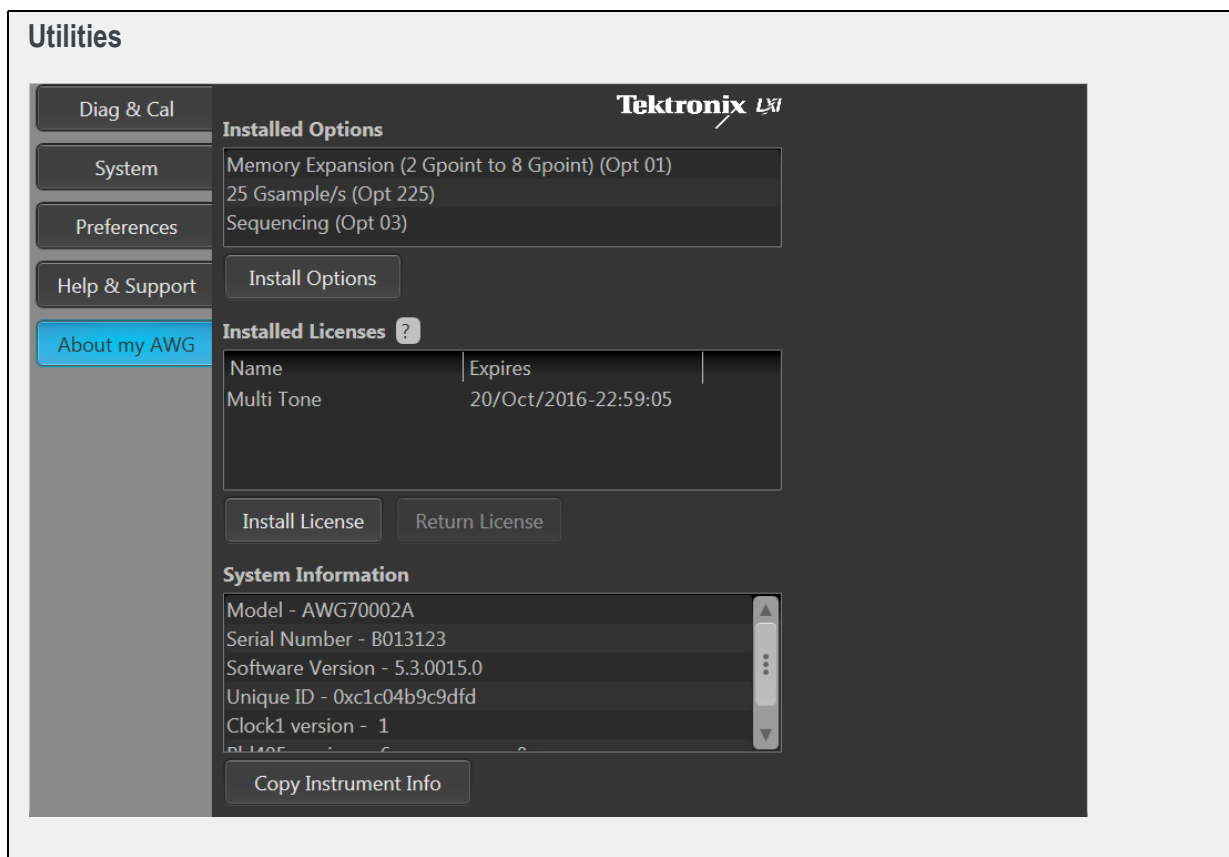 Utilities
Diag & Cal
System
Preferences
Help & Support
About my AWG
Tektronix LXI
Installed Options
Memory Expansion (2 Gpoint to 8 Gpoint) (Opt 01)
25 Gsample/s (Opt 225)
Sequencing (Opt 03)
Install Options
Installed Licenses ?
Name Expires
Multi Tone 20/Oct/2016-22:59:05
Install License Return License
System Information
Model - AWG70002A
Serial Number - B013123
Software Version - 5.3.0015.0
Unique ID - 0xc1c04b9c9dfd
Clock1 version - 1
Copy Instrument Info